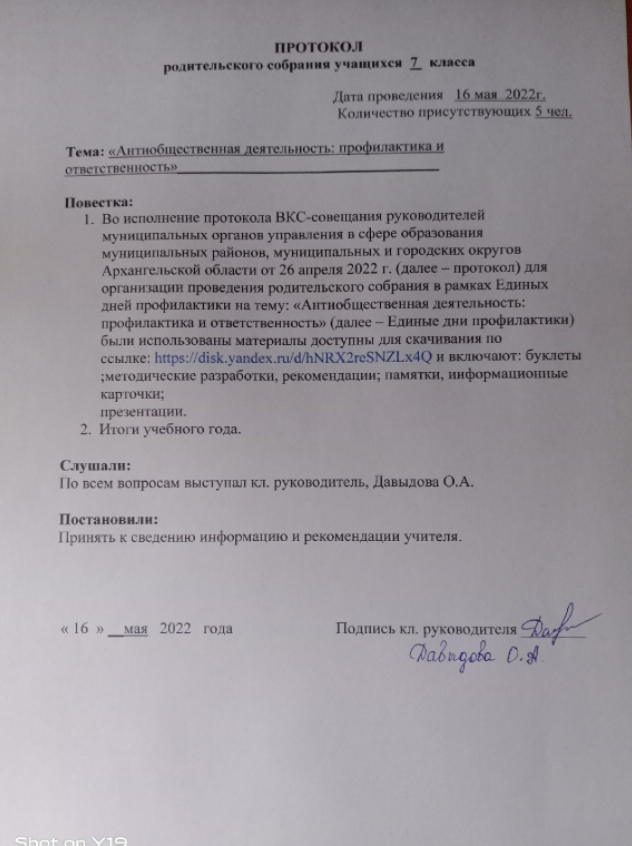 ПРОТОКОЛ
родительского собрания учащихся 7 класса
Дата проведения 16 мая 2022г.
Количество присутствующих 5 чел.
Тема: «Антиобщественная деятельность: профилактика и
ответственность»
Повестка:
1. Во исполнение протокола ВКС-совещания руководителей
муниципальных органов управления в сфере образования
муниципальных районов, муниципальных и городских округов
Архангельской области от 26 апреля 2022 г. (далее – протокол) для
организации проведения родительского собрания в рамках Единых
дней профилактики на тему: «Антиобщественная деятельность:
профилактика и ответственность» (далее – Единые дни профилактики)
были использованы материалы доступны для скачивания по
ссылке: https://disk.yandex.ru/d/hNRX2reSNZLx4Q и включают: буклеты
;методические разработки, рекомендации; памятки, информационные
карточки;
презентации.
2. Итоги учебного года.
Слушали:
По всем вопросам выступал кл. руководитель, Давыдова О.А.
Постановили:
Принять к сведению информацию и рекомендации учителя.
« 16 » мая 2022 года Подпись кл. руководителя
Давыдова О.А.
Shot on Y19